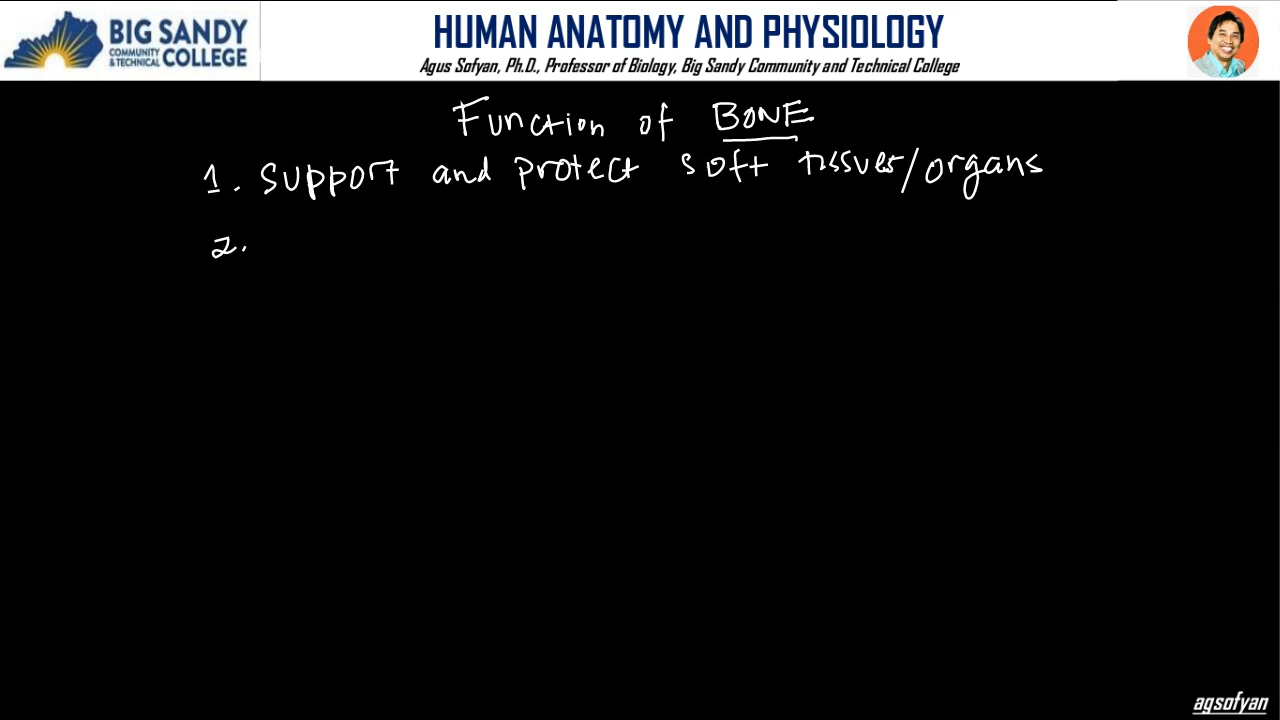 BIG SANDY
COMMUNITY
& TECHNICAL COLLEGE
HUMAN ANATOMY AND PHYSIOLOGY
Agus Sofyan, Ph.D., Professor of Biology, Big Sandy Community and Technical College
Function of BONE
1. Support and protect soft tissues/organs
2.
agsofyan